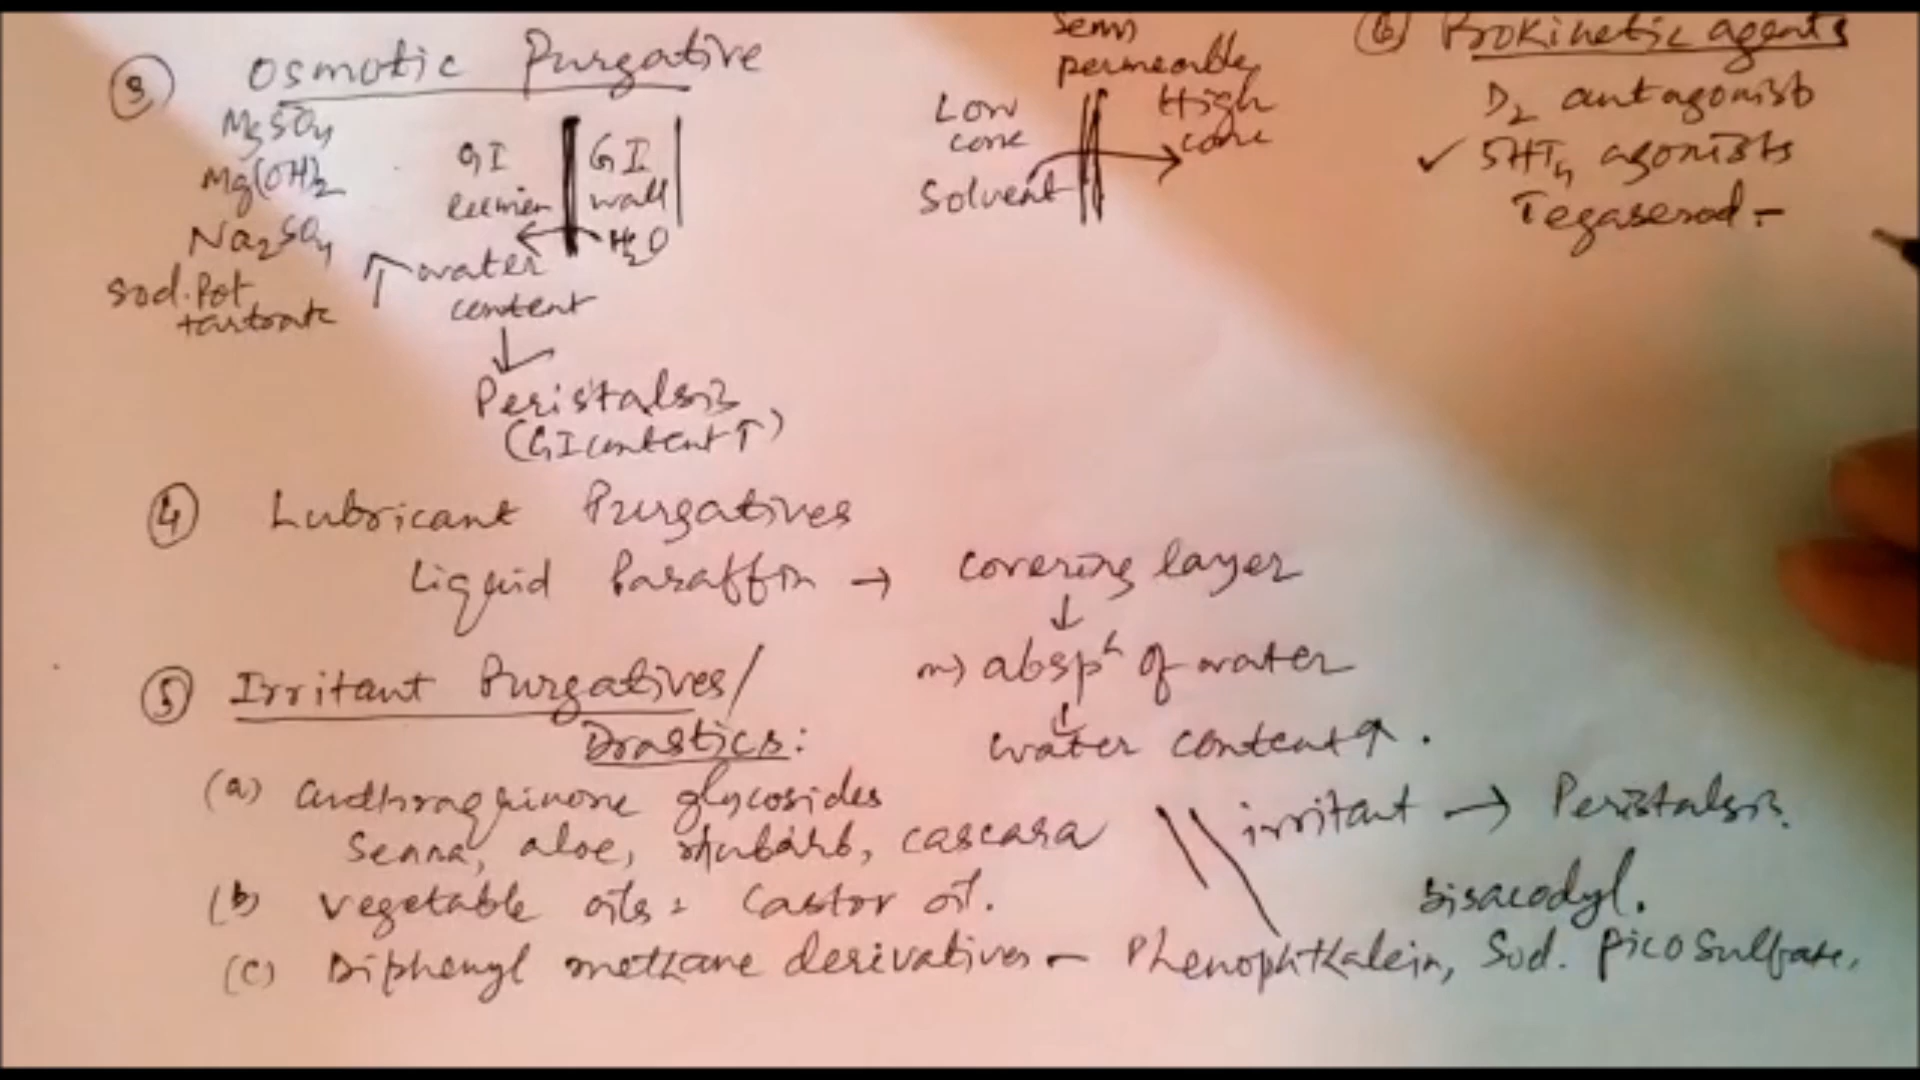 ③ Osmotic Purgative
MgSO4
Mg(OH)2
Na2SO4
Sod. Pot
tartrate
GI
lumen
GI
wall
H2O
↑ water
content
↓
Peristalsis
(GI content ↑)
Semi
permeable
Low
conc
High
conc
Solvent
⑥ Prokinetic agents
D2 antagonist
✓ 5HT4 agonists
Tegaserod -
④ Lubricant Purgatives
Liquid Paraffin → covering layer
↓
abspn of water
↓
water content ↑.
⑤ Irritant Purgatives/
Drastics:
(a) anthraquinone glycosides
Senna, aloe, rhubarb, cascara
irritant → Peristalsis.
(b) vegetable oils = Castor oil.
Bisacodyl.
(c) Diphenyl methane derivatives - Phenophthalein, Sod. Pico Sulfate,